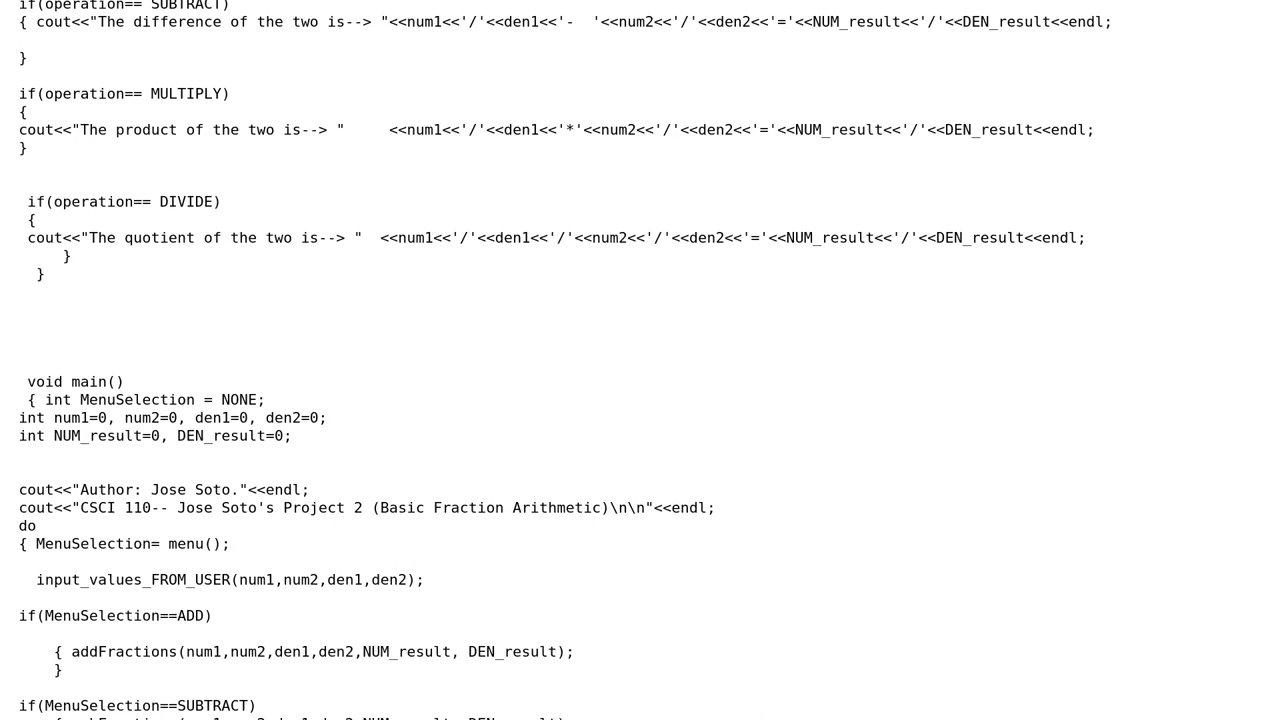 if(operation== SUBTRACT)
{ cout<<"The difference of the two is--> "<<num1<<'/'<<den1<<'-  '<<num2<<'/'<<den2<<'='<<NUM_result<<'/'<<DEN_result<<endl;
}
if(operation== MULTIPLY)
{
cout<<"The product of the two is--> "     <<num1<<'/'<<den1<<'*'<<num2<<'/'<<den2<<'='<<NUM_result<<'/'<<DEN_result<<endl;
}
if(operation== DIVIDE)
{
cout<<"The quotient of the two is--> "  <<num1<<'/'<<den1<<'/'<<num2<<'/'<<den2<<'='<<NUM_result<<'/'<<DEN_result<<endl;
}
}
void main()
{ int MenuSelection = NONE;
int num1=0, num2=0, den1=0, den2=0;
int NUM_result=0, DEN_result=0;
cout<<"Author: Jose Soto."<<endl;
cout<<"CSCI 110-- Jose Soto's Project 2 (Basic Fraction Arithmetic)\n\n"<<endl;
do
{ MenuSelection= menu();
input_values_FROM_USER(num1,num2,den1,den2);
if(MenuSelection==ADD)
{ addFractions(num1,num2,den1,den2,NUM_result, DEN_result);
}
if(MenuSelection==SUBTRACT)